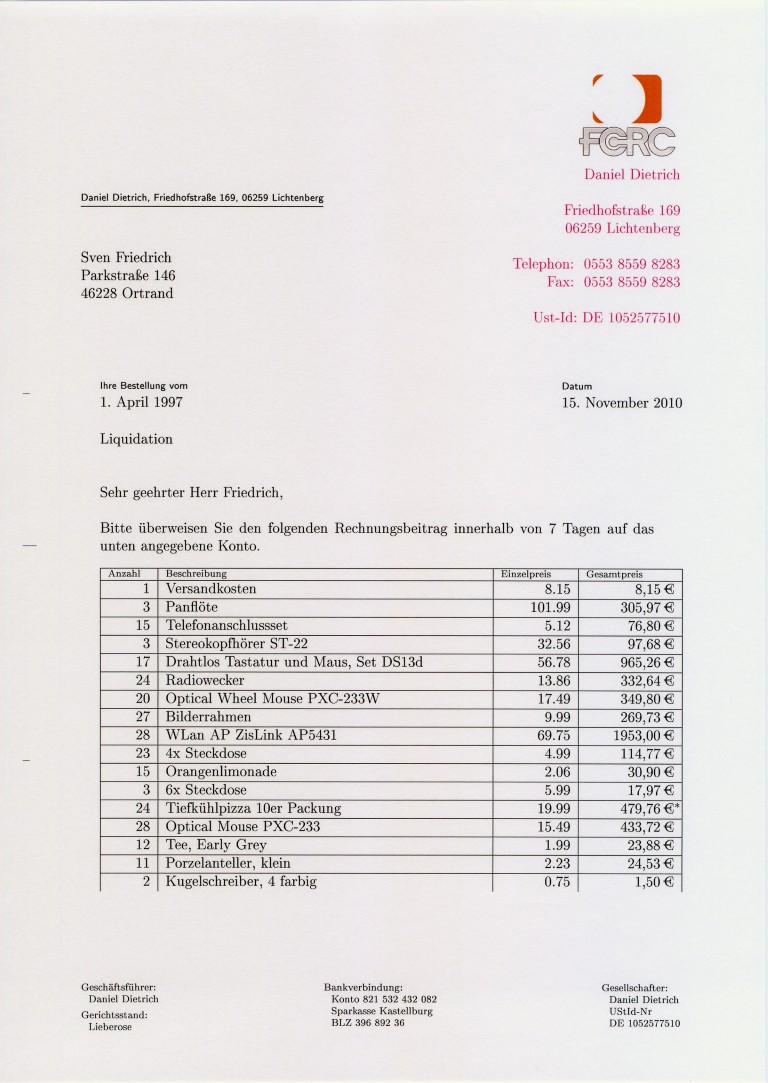 FCRC
Daniel Dietrich
Daniel Dietrich, Friedhofstraße 169, 06259 Lichtenberg
Friedhofstraße 169
06259 Lichtenberg
Sven Friedrich
Parkstraße 146
46228 Ortrand
Telephon: 0553 8559 8283
Fax: 0553 8559 8283
Ust-Id: DE 1052577510
Ihre Bestellung vom Datum
1. April 1997 15. November 2010
Liquidation
Sehr geehrter Herr Friedrich,
Bitte überweisen Sie den folgenden Rechnungsbeitrag innerhalb von 7 Tagen auf das
unten angegebene Konto.
Anzahl Beschreibung Einzelpreis Gesamtpreis
1 Versandkosten 8.15 8,15 €
3 Panflöte 101.99 305,97 €
15 Telefonanschlussset 5.12 76,80 €
3 Stereokopfhörer ST-22 32.56 97,68 €
17 Drahtlos Tastatur und Maus, Set DS13d 56.78 965,26 €
24 Radiowecker 13.86 332,64 €
20 Optical Wheel Mouse PXC-233W 17.49 349,80 €
27 Bilderrahmen 9.99 269,73 €
28 WLan AP ZisLink AP5431 69.75 1953,00 €
23 4x Steckdose 4.99 114,77 €
15 Orangenlimonade 2.06 30,90 €
3 6x Steckdose 5.99 17,97 €
24 Tiefkühlpizza 10er Packung 19.99 479,76 €*
28 Optical Mouse PXC-233 15.49 433,72 €
12 Tee, Early Grey 1.99 23,88 €
11 Porzelanteller, klein 2.23 24,53 €
2 Kugelschreiber, 4 farbig 0.75 1,50 €
Geschäftsführer:
Daniel Dietrich
Gerichtsstand:
Lieberose
Bankverbindung:
Konto 821 532 432 082
Sparkasse Kastellburg
BLZ 396 892 36
Gesellschafter:
Daniel Dietrich
UStId-Nr
DE 1052577510